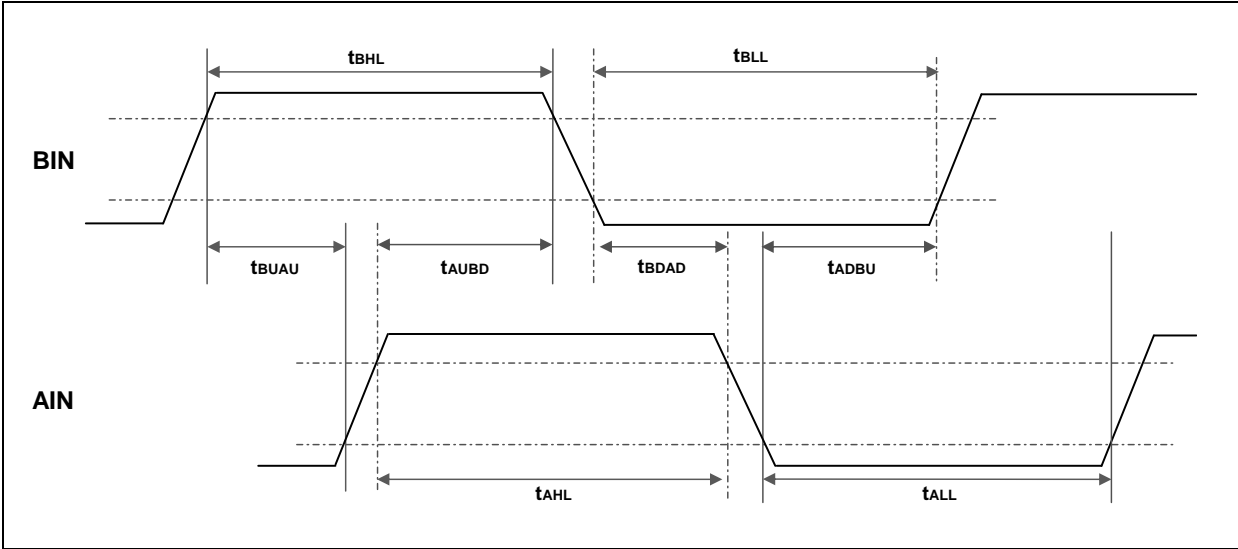 tBHL
tBLL
BIN
tBUAU
tAUBD
tBDAD
tADBU
AIN
tAHL
tALL